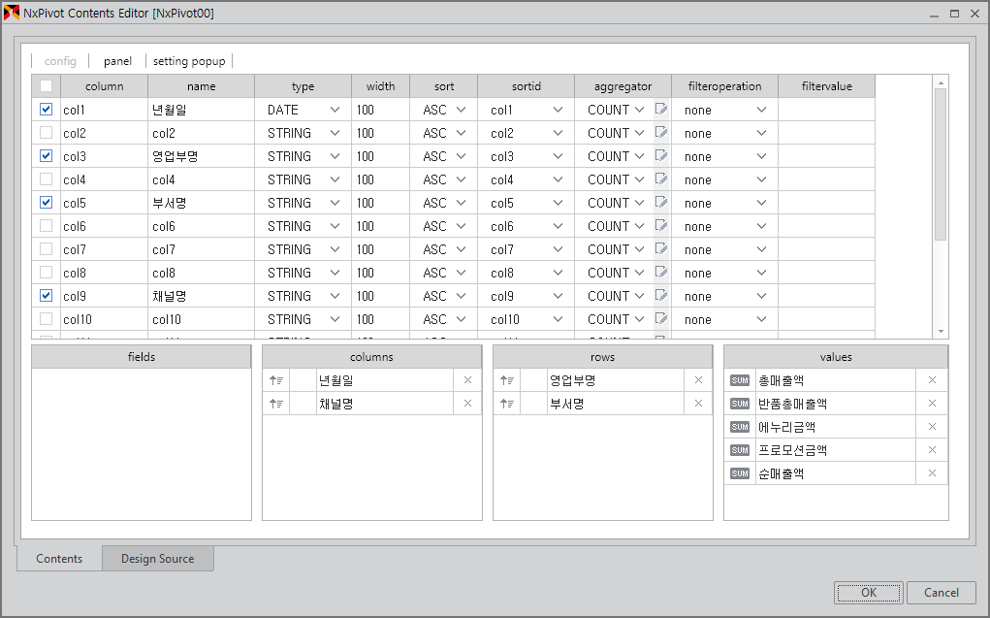 NxPivot Contents Editor [NxPivot00]
config panel setting popup
column name type width sort sortid aggregator filteroperation filtervalue
col1 년월일 DATE 100 ASC col1 COUNT none
col2 col2 STRING 100 ASC col2 COUNT none
col3 영업부명 STRING 100 ASC col3 COUNT none
col4 col4 STRING 100 ASC col4 COUNT none
col5 부서명 STRING 100 ASC col5 COUNT none
col6 col6 STRING 100 ASC col6 COUNT none
col7 col7 STRING 100 ASC col7 COUNT none
col8 col8 STRING 100 ASC col8 COUNT none
col9 채널명 STRING 100 ASC col9 COUNT none
col10 col10 STRING 100 ASC col10 COUNT none
fields columns rows values
년월일 영업부명 SUM 총매출액
채널명 부서명 SUM 반품총매출액
SUM 에누리금액
SUM 프로모션금액
SUM 순매출액
Contents Design Source
OK Cancel